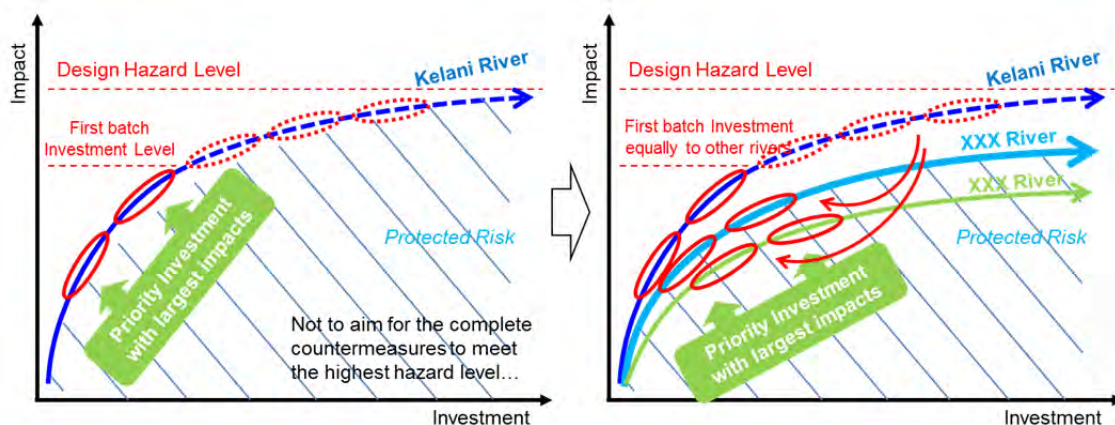 Impact
Design Hazard Level
Kelani River
First batch
Investment Level
Priority Investment
with largest impacts
Protected Risk
Not to aim for the complete
countermeasures to meet
the highest hazard level…
Investment
Impact
Design Hazard Level
Kelani River
First batch Investment
equally to other rivers
XXX River
XXX River
Protected Risk
Priority Investment
with largest impacts
Investment